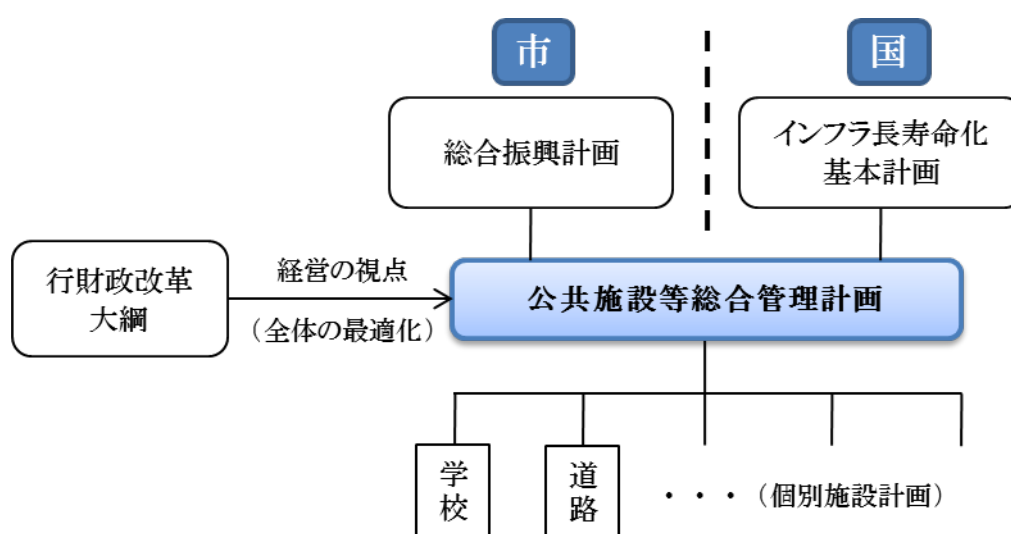 市
国
総合振興計画
インフラ長寿命化
基本計画
行財政改革
大綱
経営の視点
（全体の最適化）
公共施設等総合管理計画
学校
道路
・・・（個別施設計画）